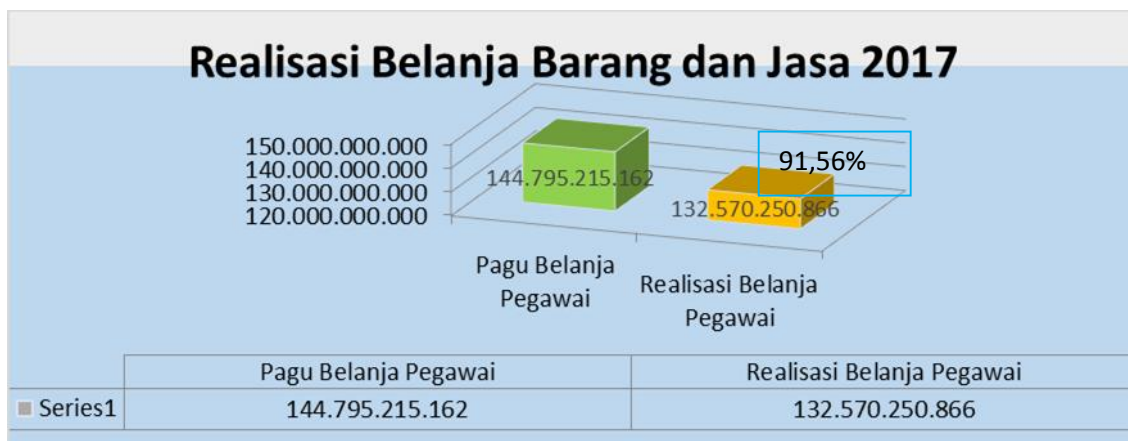 Realisasi Belanja Barang dan Jasa 2017
150.000.000.000
140.000.000.000
130.000.000.000
120.000.000.000
144.795.215.162
91,56%
132.570.250.866
Pagu Belanja
Pegawai
Realisasi Belanja
Pegawai
Pagu Belanja Pegawai Realisasi Belanja Pegawai
Series1 144.795.215.162 132.570.250.866